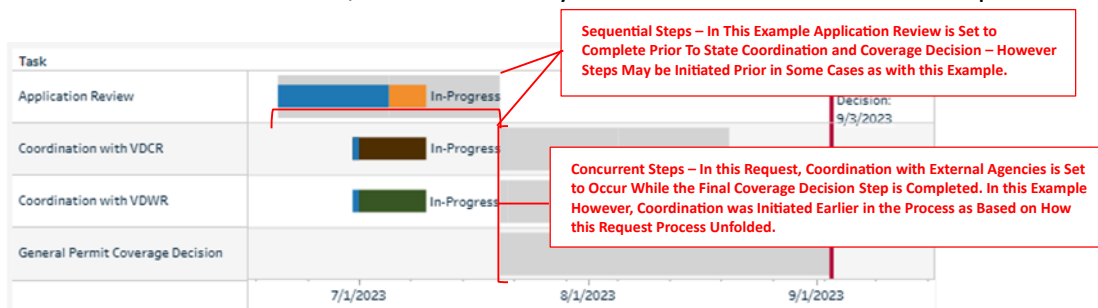 Sequential Steps – In This Example Application Review is Set to
Complete Prior To State Coordination and Coverage Decision – However
Steps May be Initiated Prior in Some Cases as with this Example.
Task
Application Review
In-Progress
Decision:
9/3/2023
Coordination with VDCR
In-Progress
Concurrent Steps – In this Request, Coordination with External Agencies is Set
to Occur While the Final Coverage Decision Step is Completed. In this Example
However, Coordination was Initiated Earlier in the Process as Based on How
this Request Process Unfolded.
Coordination with VDWR
In-Progress
General Permit Coverage Decision
7/1/2023
8/1/2023
9/1/2023